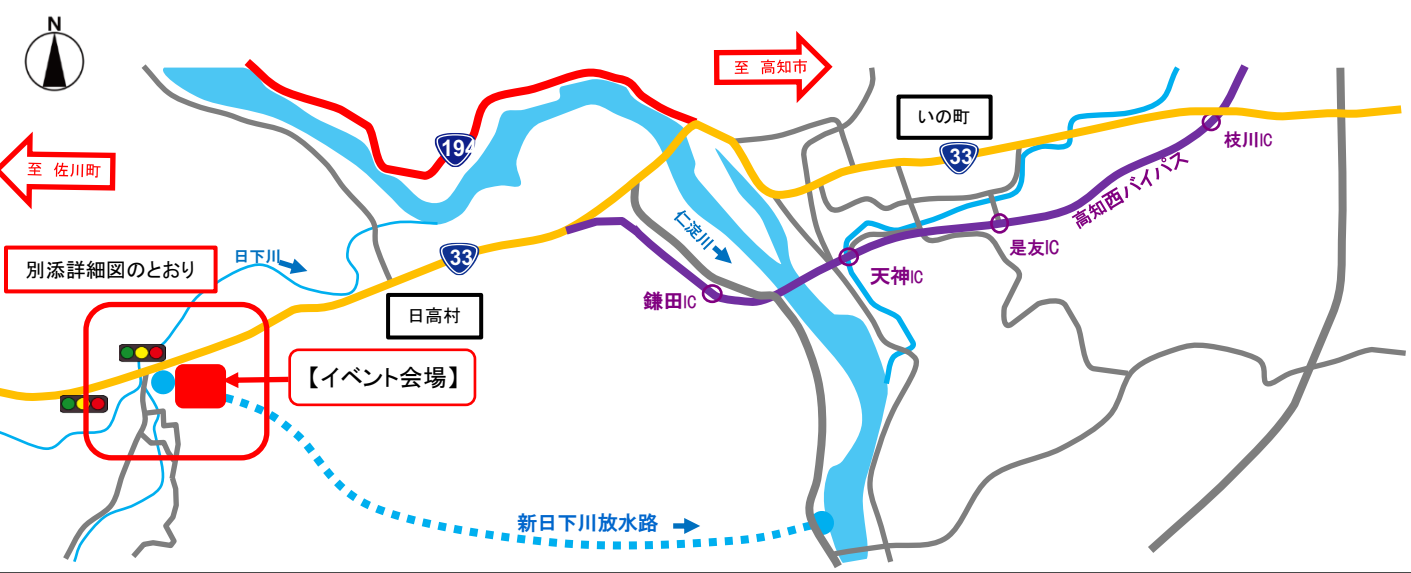 N
至 高知市
いの町
194
33
枝川IC
至 佐川町
高知西バイパス
仁淀川
是友IC
別添詳細図のとおり
日下川
33
天神IC
鎌田IC
日高村
【イベント会場】
新日下川放水路